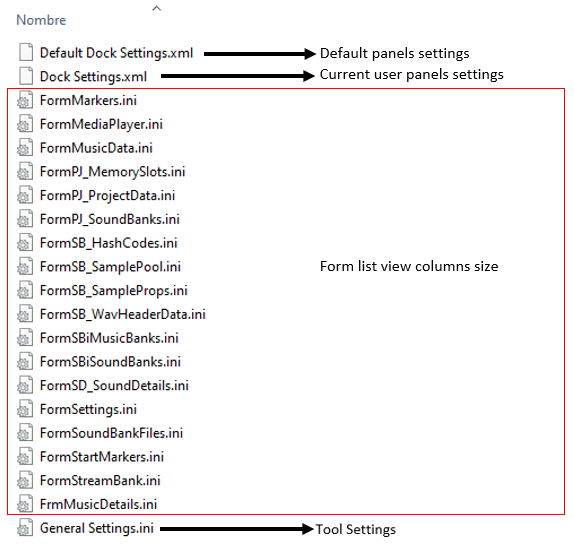 Nombre
Default Dock Settings.xml Default panels settings
Dock Settings.xml Current user panels settings
FormMarkers.ini
FormMediaPlayer.ini
FormMusicData.ini
FormPJ_MemorySlots.ini
FormPJ_ProjectData.ini
FormPJ_SoundBanks.ini
FormSB_HashCodes.ini
FormSB_SamplePool.ini Form list view columns size
FormSB_SampleProps.ini
FormSB_WavHeaderData.ini
FormSBiMusicBanks.ini
FormSBiSoundBanks.ini
FormSD_SoundDetails.ini
FormSettings.ini
FormSoundBankFiles.ini
FormStartMarkers.ini
FormStreamBank.ini
FrmMusicDetails.ini
General Settings.ini Tool Settings